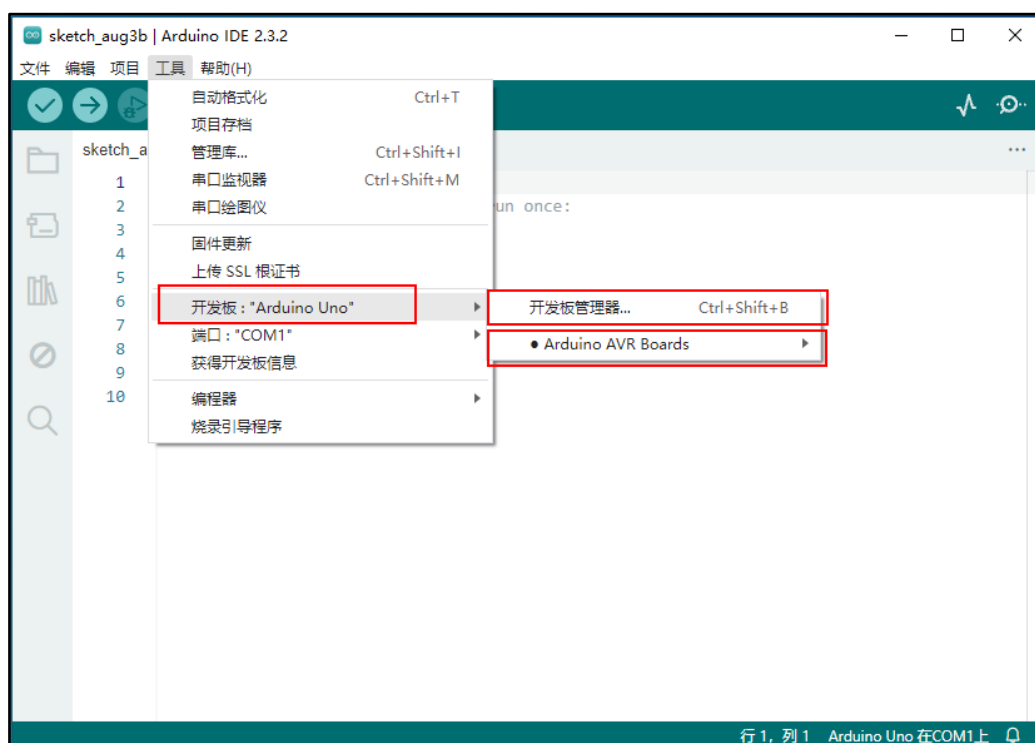 sketch_aug3b | Arduino IDE 2.3.2
文件 编辑 项目 工具 帮助(H)
自动格式化 Ctrl+T
项目存档
sketch_a
管理库... Ctrl+Shift+I
1
串口监视器 Ctrl+Shift+M
2
串口绘图仪
un once:
3
固件更新
4
上传 SSL 根证书
5
6
开发板 : "Arduino Uno"
开发板管理器... Ctrl+Shift+B
7
端口 : "COM1"
● Arduino AVR Boards
8
获得开发板信息
9
10
编程器
烧录引导程序
行 1, 列 1 Arduino Uno 在COM1上